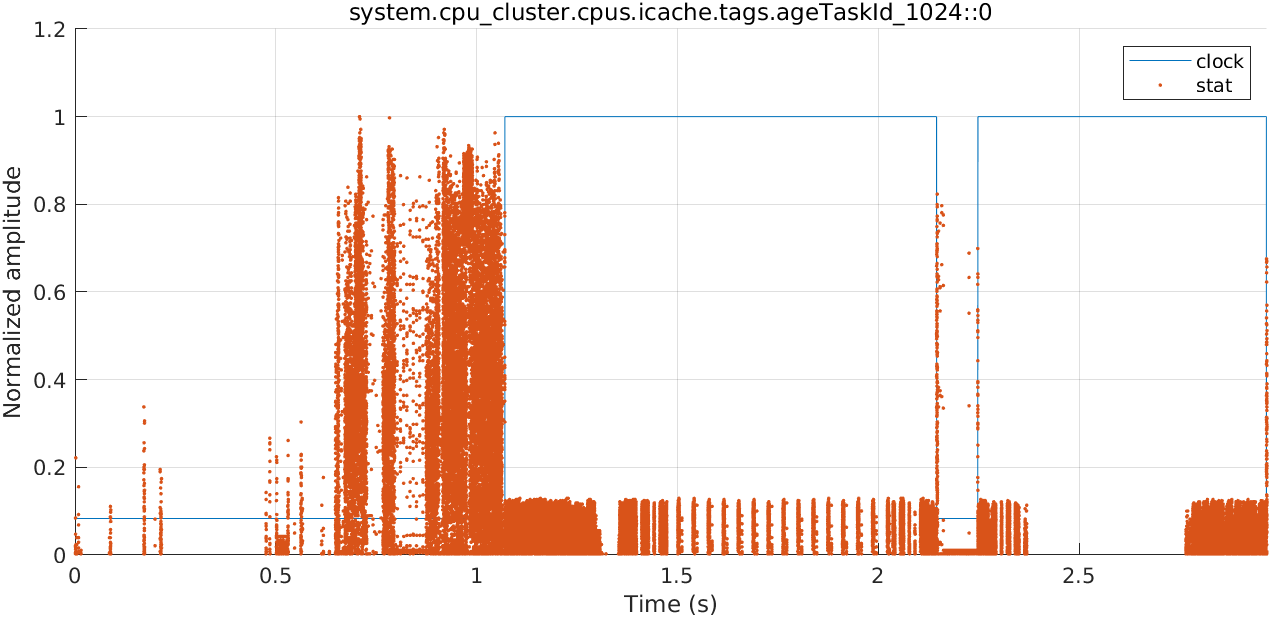 system.cpu_cluster.cpus.icache.tags.ageTaskId_1024::0
clock
stat
Normalized amplitude
1.2
1
0.8
0.6
0.4
0.2
0
0 0.5 1 1.5 2 2.5
Time (s)